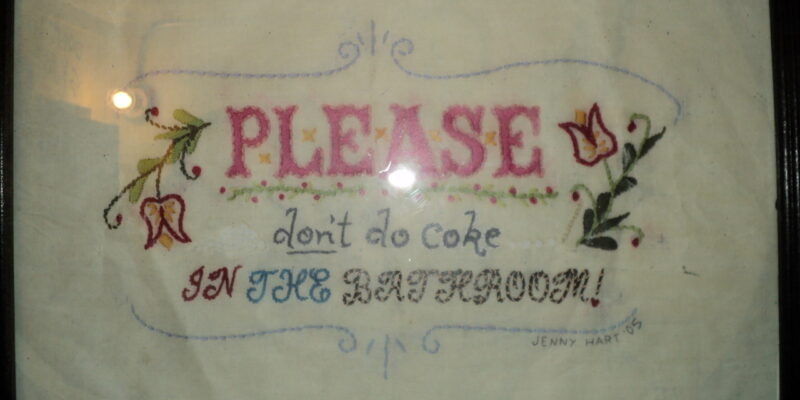 PLEASE
don't do coke
IN THE BATHROOM!
JENNY HART '05